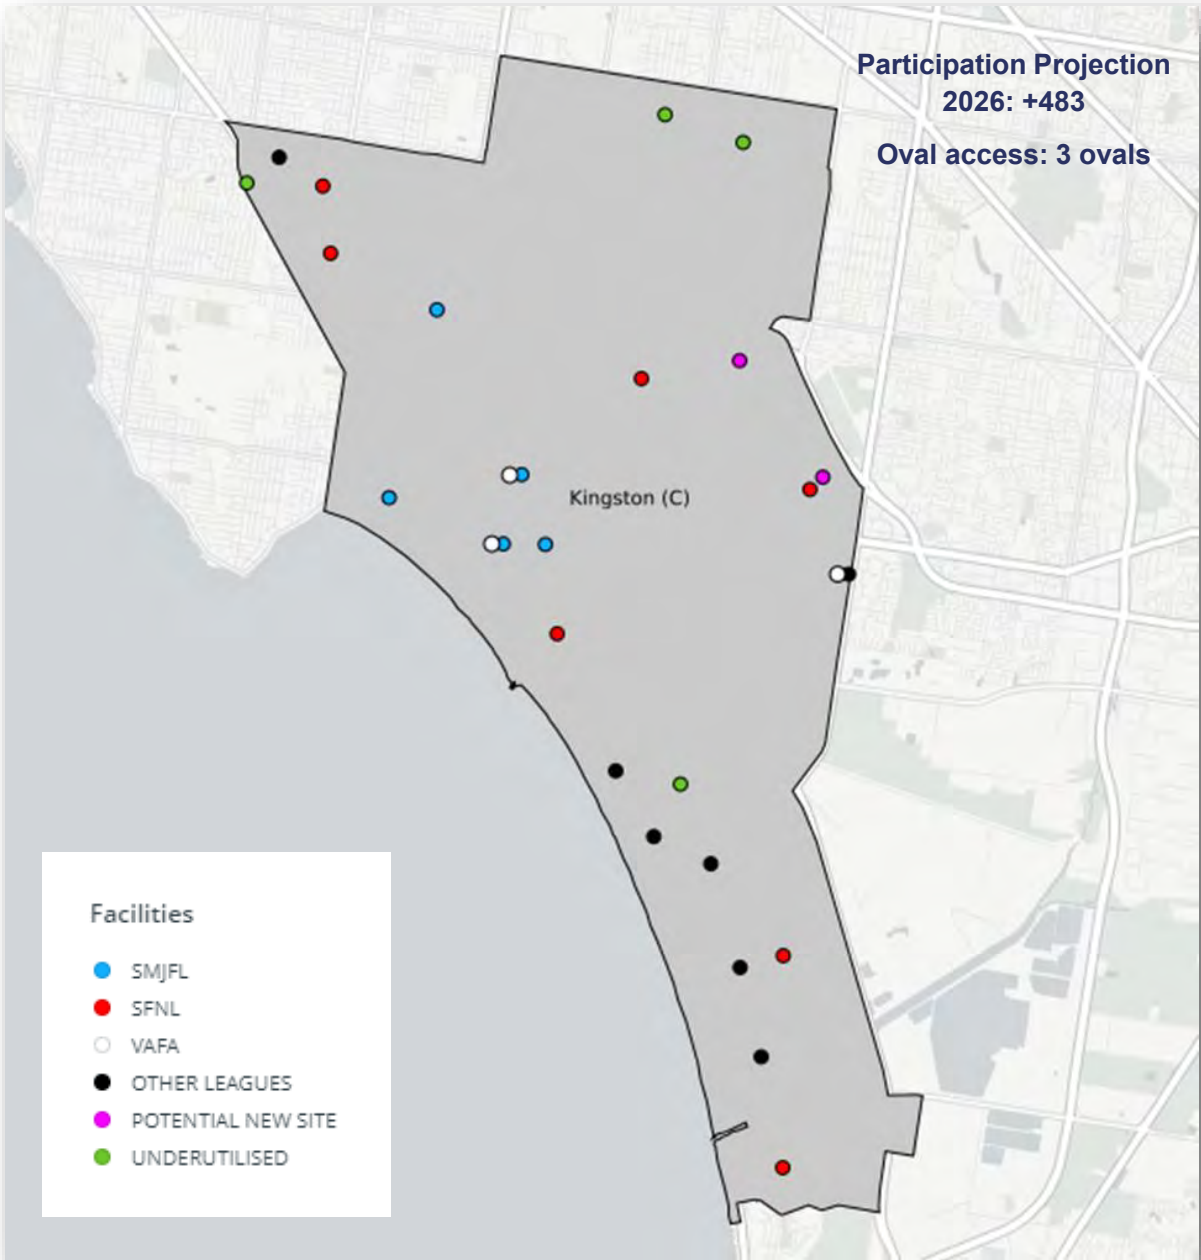 Participation Projection
2026: +483
Oval access: 3 ovals
Kingston (C)
Facilities
SMJFL
SFNL
VAFA
OTHER LEAGUES
POTENTIAL NEW SITE
UNDERUTILISED